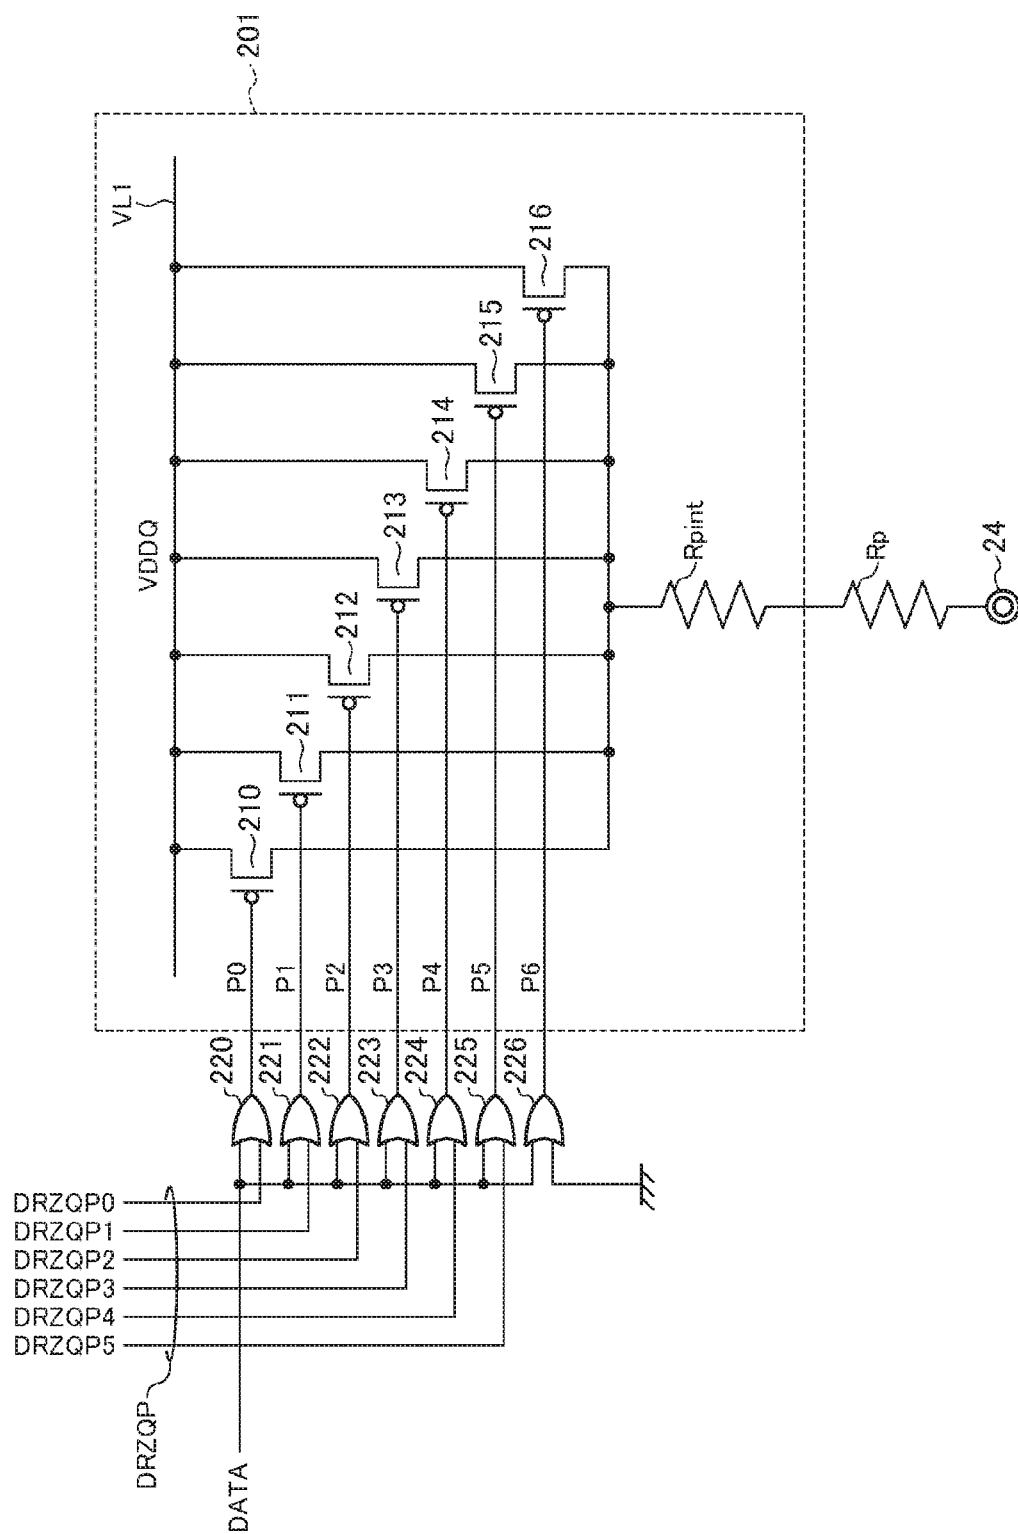 201
VL1
VDDQ
216
215
214
213
212
211
210
Rpint
Rp
24
P0
P1
P2
P3
P4
P5
P6
220
221
222
223
224
225
226
DRZQP0
DRZQP1
DRZQP2
DRZQP3
DRZQP4
DRZQP5
DRZQP
DATA